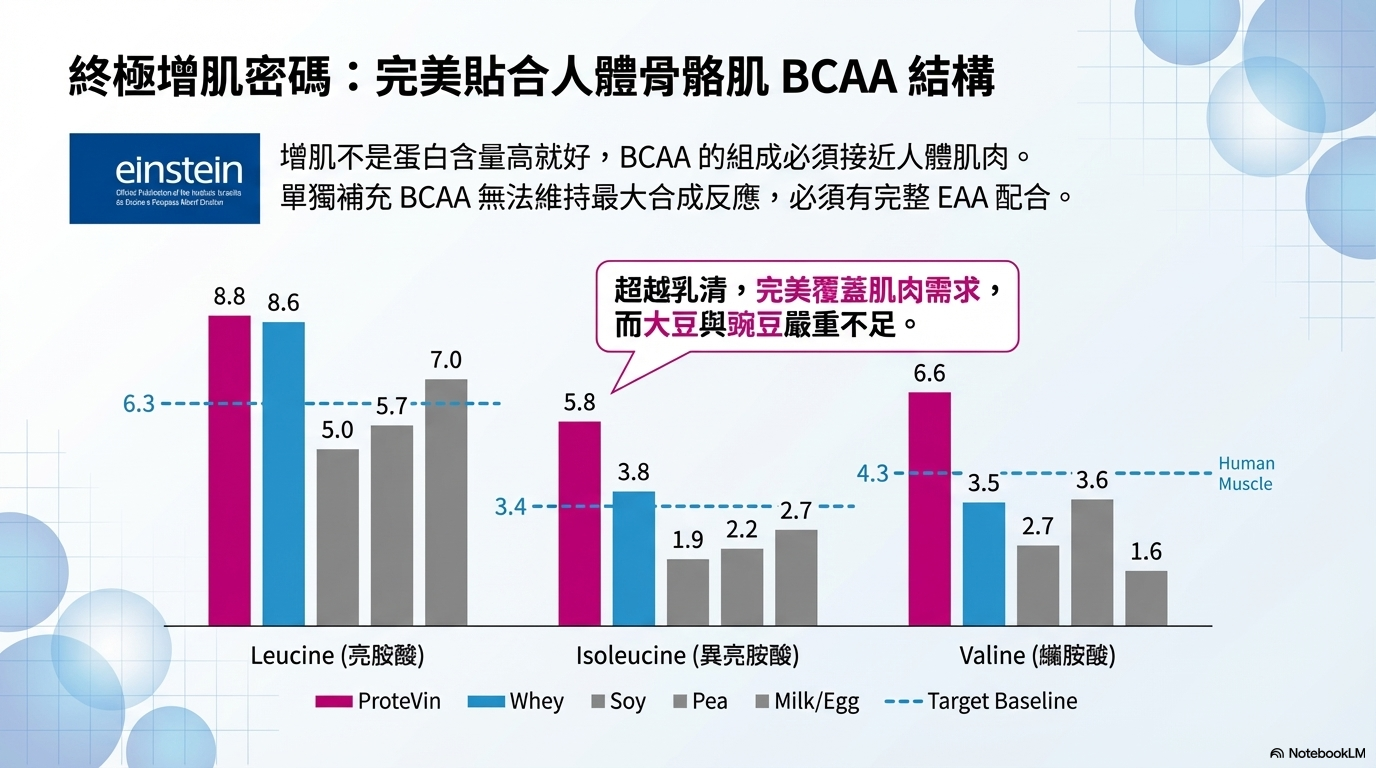 終極增肌密碼：完美貼合人體骨骼肌 BCAA 結構
einstein
增肌不是蛋白含量高就好，BCAA 的組成必須接近人體肌肉。
單獨補充 BCAA 無法維持最大合成反應，必須有完整 EAA 配合。
超越乳清，完美覆蓋肌肉需求，
而大豆與豌豆嚴重不足。
8.8
8.6
5.0
5.7
7.0
6.3
5.8
3.8
1.9
2.2
2.7
3.4
6.6
3.5
2.7
3.6
1.6
4.3
Human
Muscle
Leucine (亮胺酸)
Isoleucine (異亮胺酸)
Valine (胺酸)
ProteVin
Whey
Soy
Pea
Milk/Egg
Target Baseline
NotebookLM